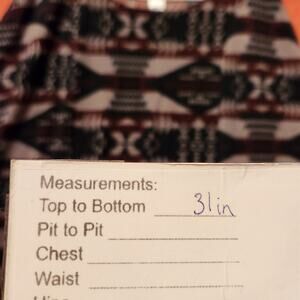 Measurements:
Top to Bottom 31in
Pit to Pit
Chest
Waist